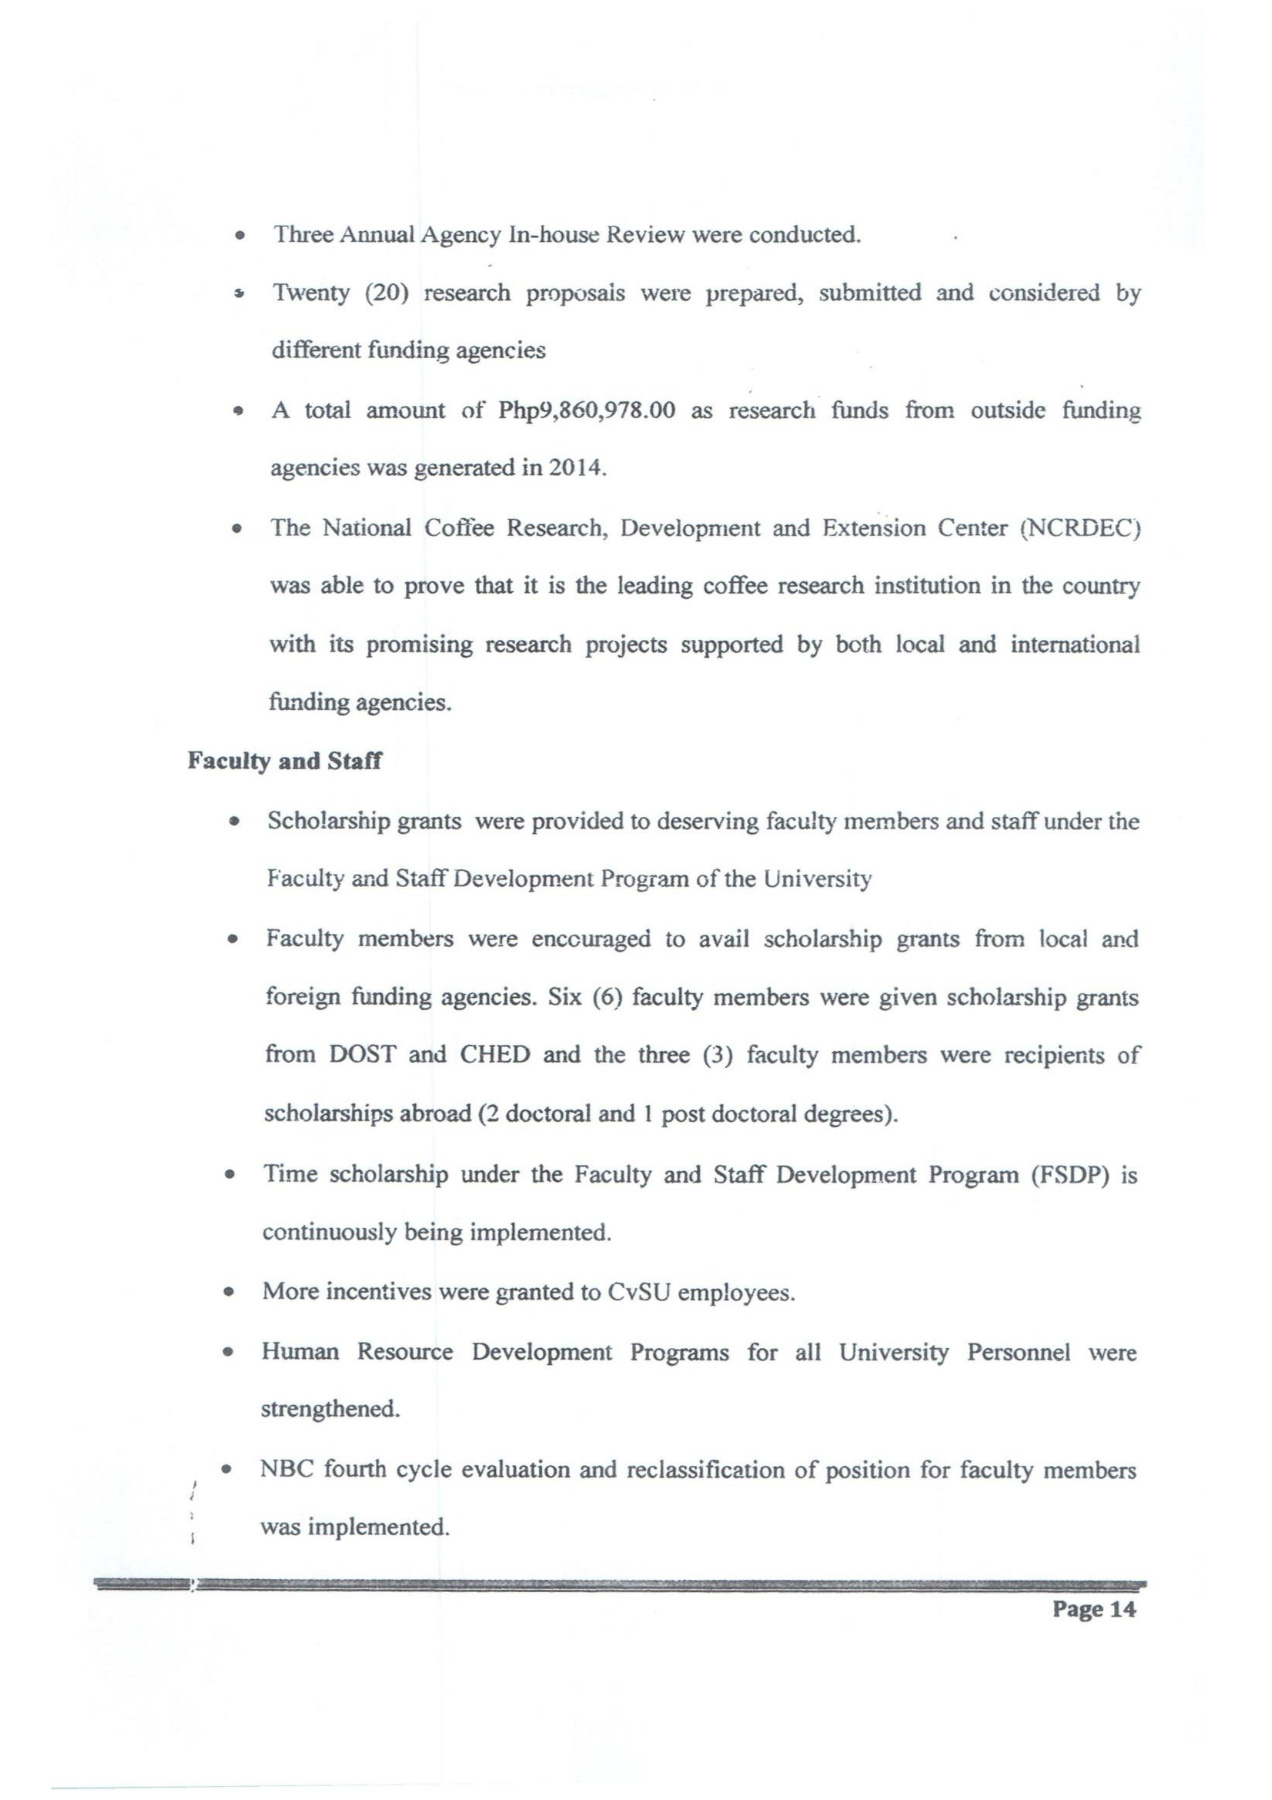 • Three Annual Agency In-house Review were conducted.
• Twenty (20) research proposals were prepared, submitted and considered by
different funding agencies
• A total amount of Php9,860,978.00 as research funds from outside funding
agencies was generated in 2014.
• The National Coffee Research, Development and Extension Center (NCRDEC)
was able to prove that it is the leading coffee research institution in the country
with its promising research projects supported by both local and international
funding agencies.
Faculty and Staff
• Scholarship grants were provided to deserving faculty members and staff under the
Faculty and Staff Development Program of the University
• Faculty members were encouraged to avail scholarship grants from local and
foreign funding agencies. Six (6) faculty members were given scholarship grants
from DOST and CHED and the three (3) faculty members were recipients of
scholarships abroad (2 doctoral and 1 post doctoral degrees).
• Time scholarship under the Faculty and Staff Development Program (FSDP) is
continuously being implemented.
• More incentives were granted to CvSU employees.
• Human Resource Development Programs for all University Personnel were
strengthened.
• NBC fourth cycle evaluation and reclassification of position for faculty members
was implemented.
Page 14